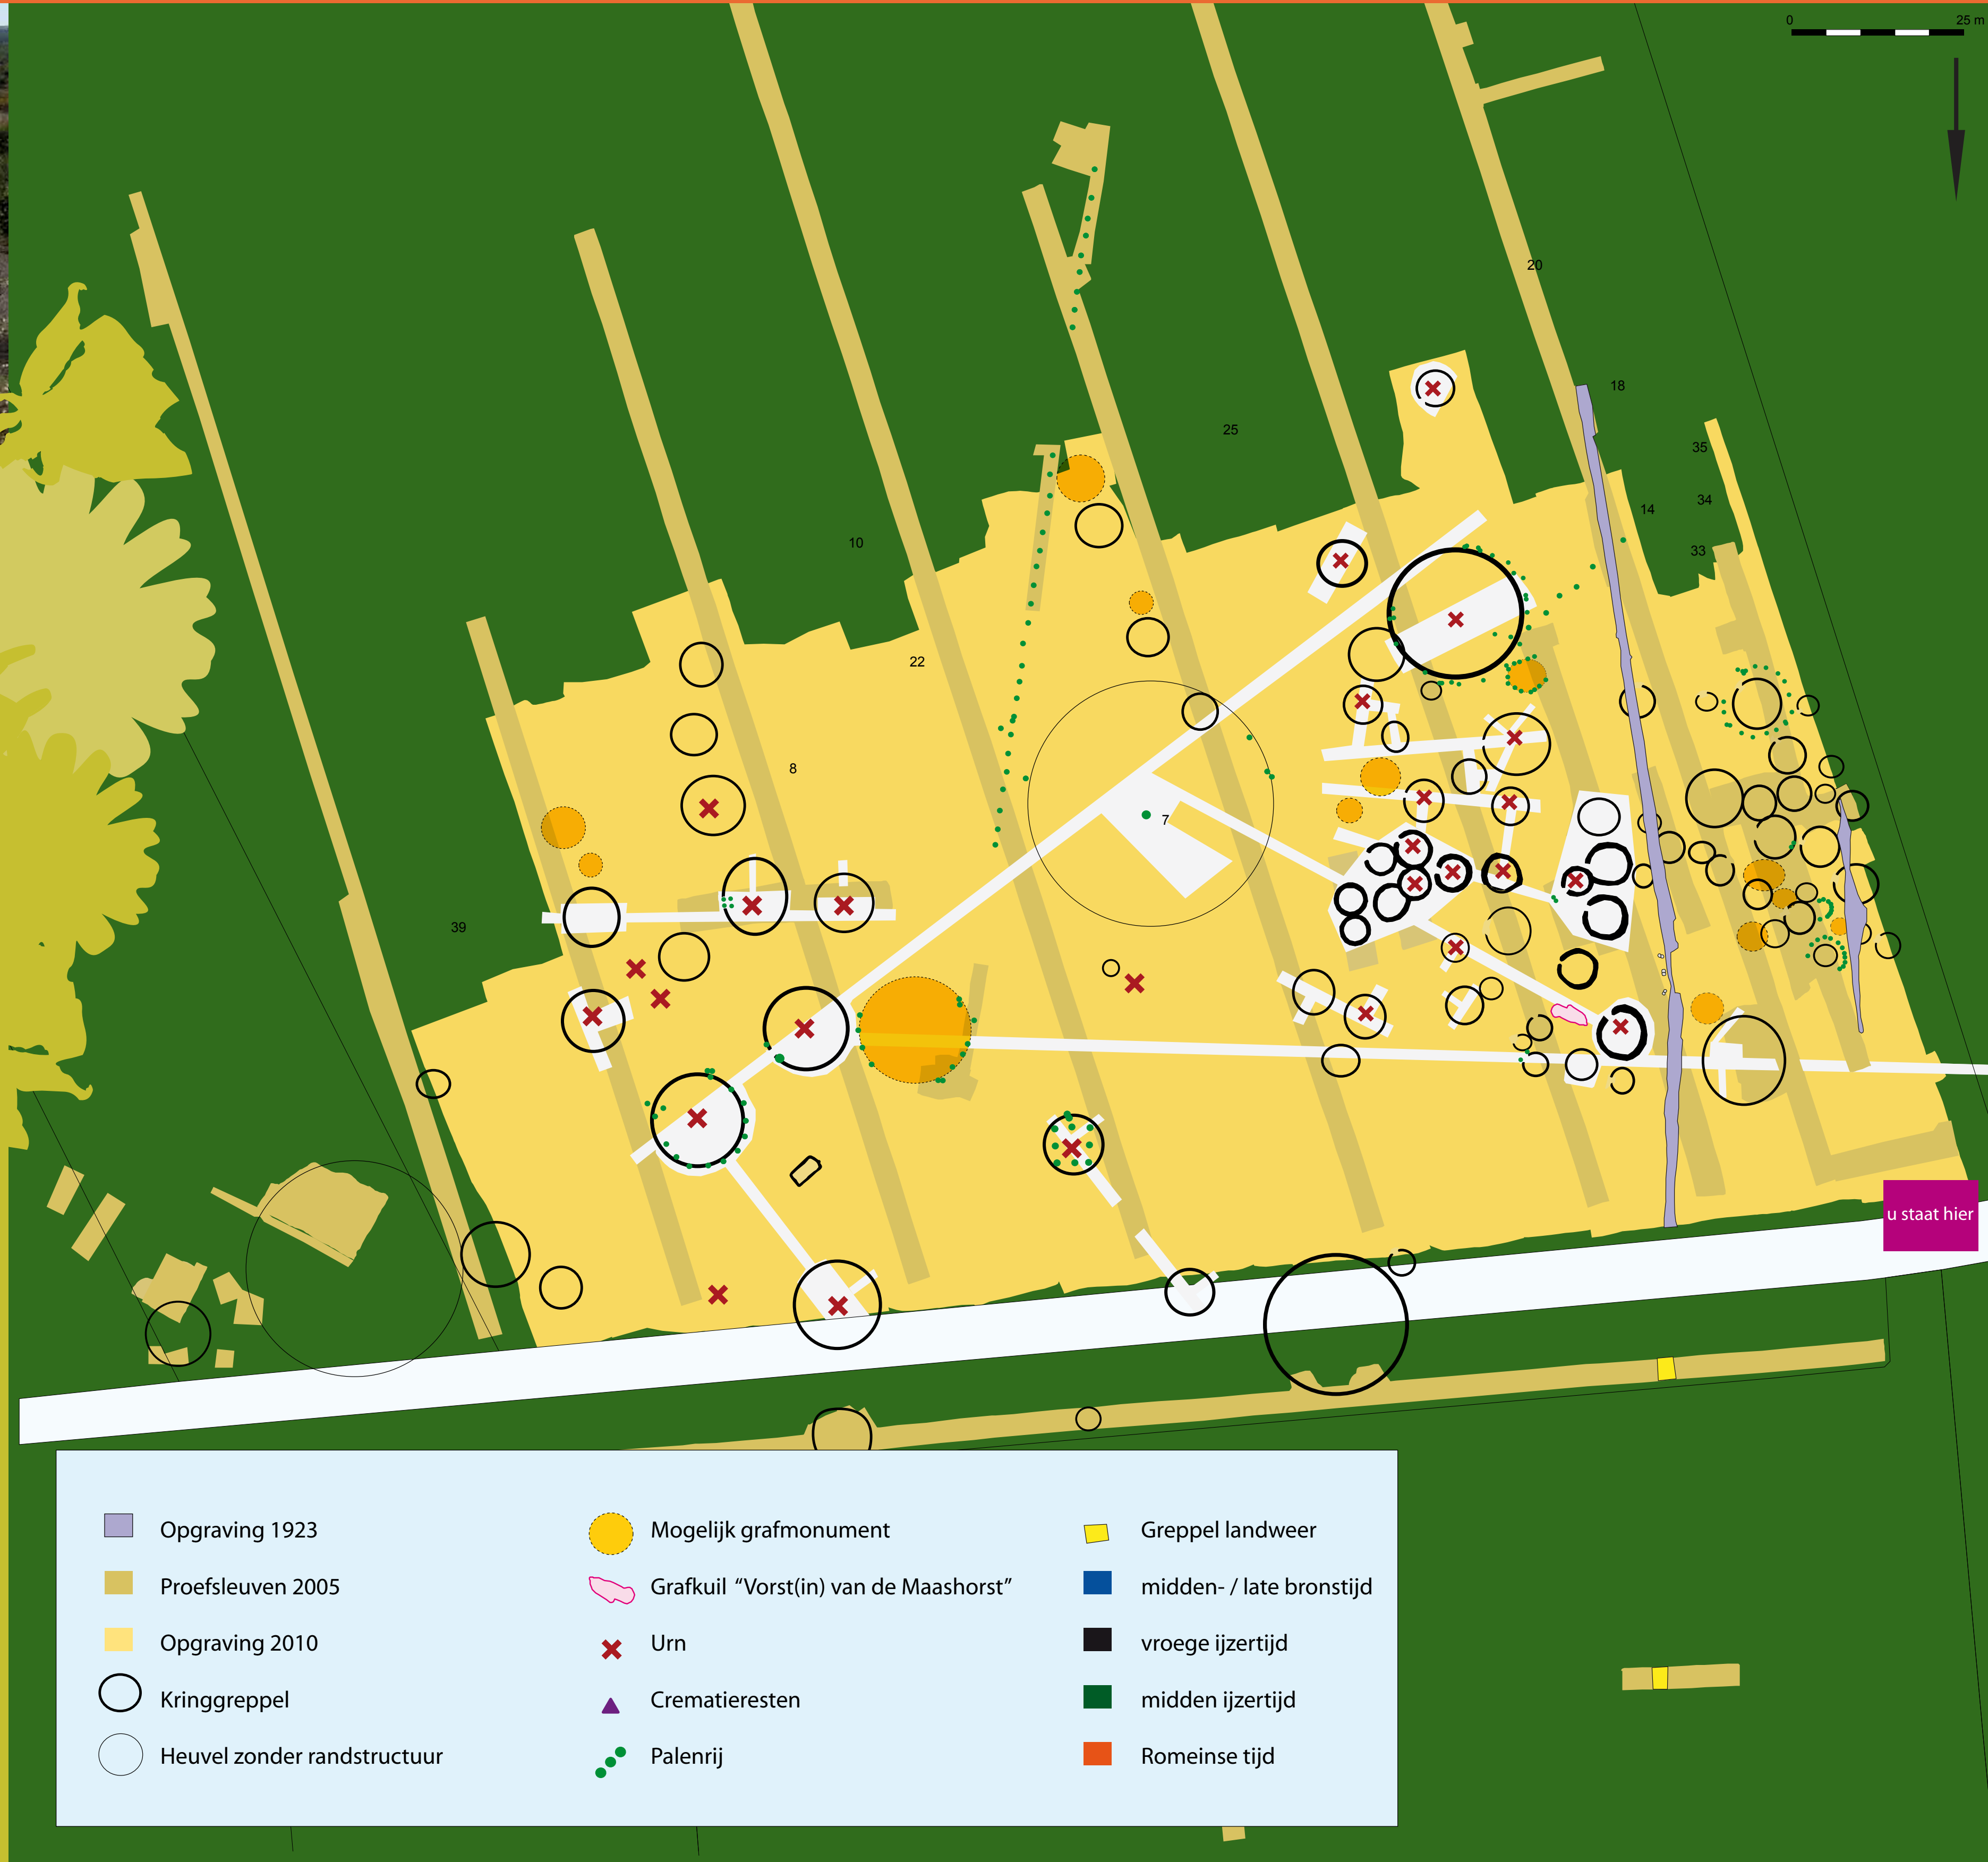 0 25 m
20
18
25
35
34
14
10
33
22
8
7
39
u staat hier
Opgraving 1923
Proefsleuven 2005
Opgraving 2010
Kringgreppel
Heuvel zonder randstructuur
Mogelijk grafmonument
Grafkuil “Vorst(in) van de Maashorst”
Urn
Crematieresten
Palenrij
Greppel landweer
midden- / late bronstijd
vroege ijzertijd
midden ijzertijd
Romeinse tijd